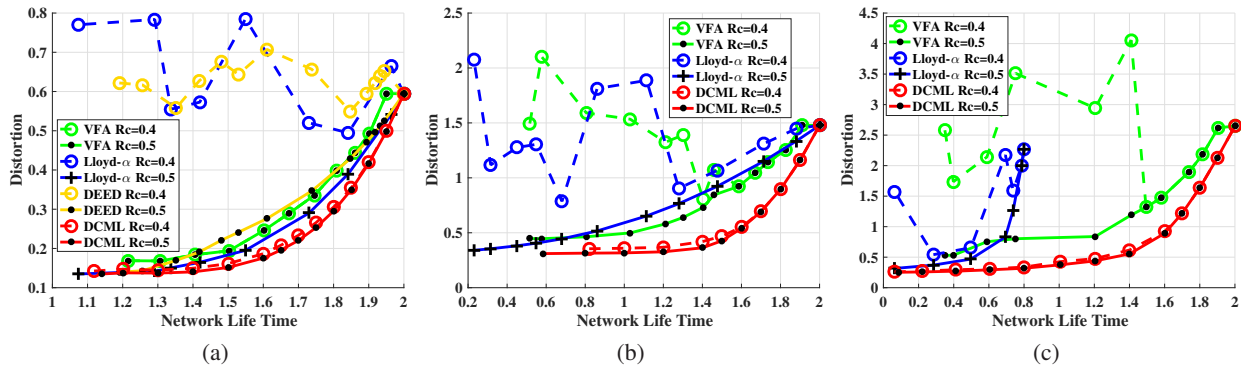 0.8
0.7
0.6
0.5
0.4
0.3
0.2
0.1
Distortion
VFA Rc=0.4
VFA Rc=0.5
Lloyd-α Rc=0.4
Lloyd-α Rc=0.5
DEED Rc=0.4
DEED Rc=0.5
DCML Rc=0.4
DCML Rc=0.5
1 1.1 1.2 1.3 1.4 1.5 1.6 1.7 1.8 1.9 2
Network Life Time
(a)
2.5
2
1.5
1
0.5
0
Distortion
VFA Rc=0.4
VFA Rc=0.5
Lloyd-α Rc=0.4
Lloyd-α Rc=0.5
DCML Rc=0.4
DCML Rc=0.5
0.2 0.4 0.6 0.8 1 1.2 1.4 1.6 1.8 2
Network Life Time
(b)
4.5
4
3.5
3
2.5
2
1.5
1
0.5
0
Distortion
VFA Rc=0.4
VFA Rc=0.5
Lloyd-α Rc=0.4
Lloyd-α Rc=0.5
DCML Rc=0.4
DCML Rc=0.5
0 0.2 0.4 0.6 0.8 1 1.2 1.4 1.6 1.8 2
Network Life Time
(c)